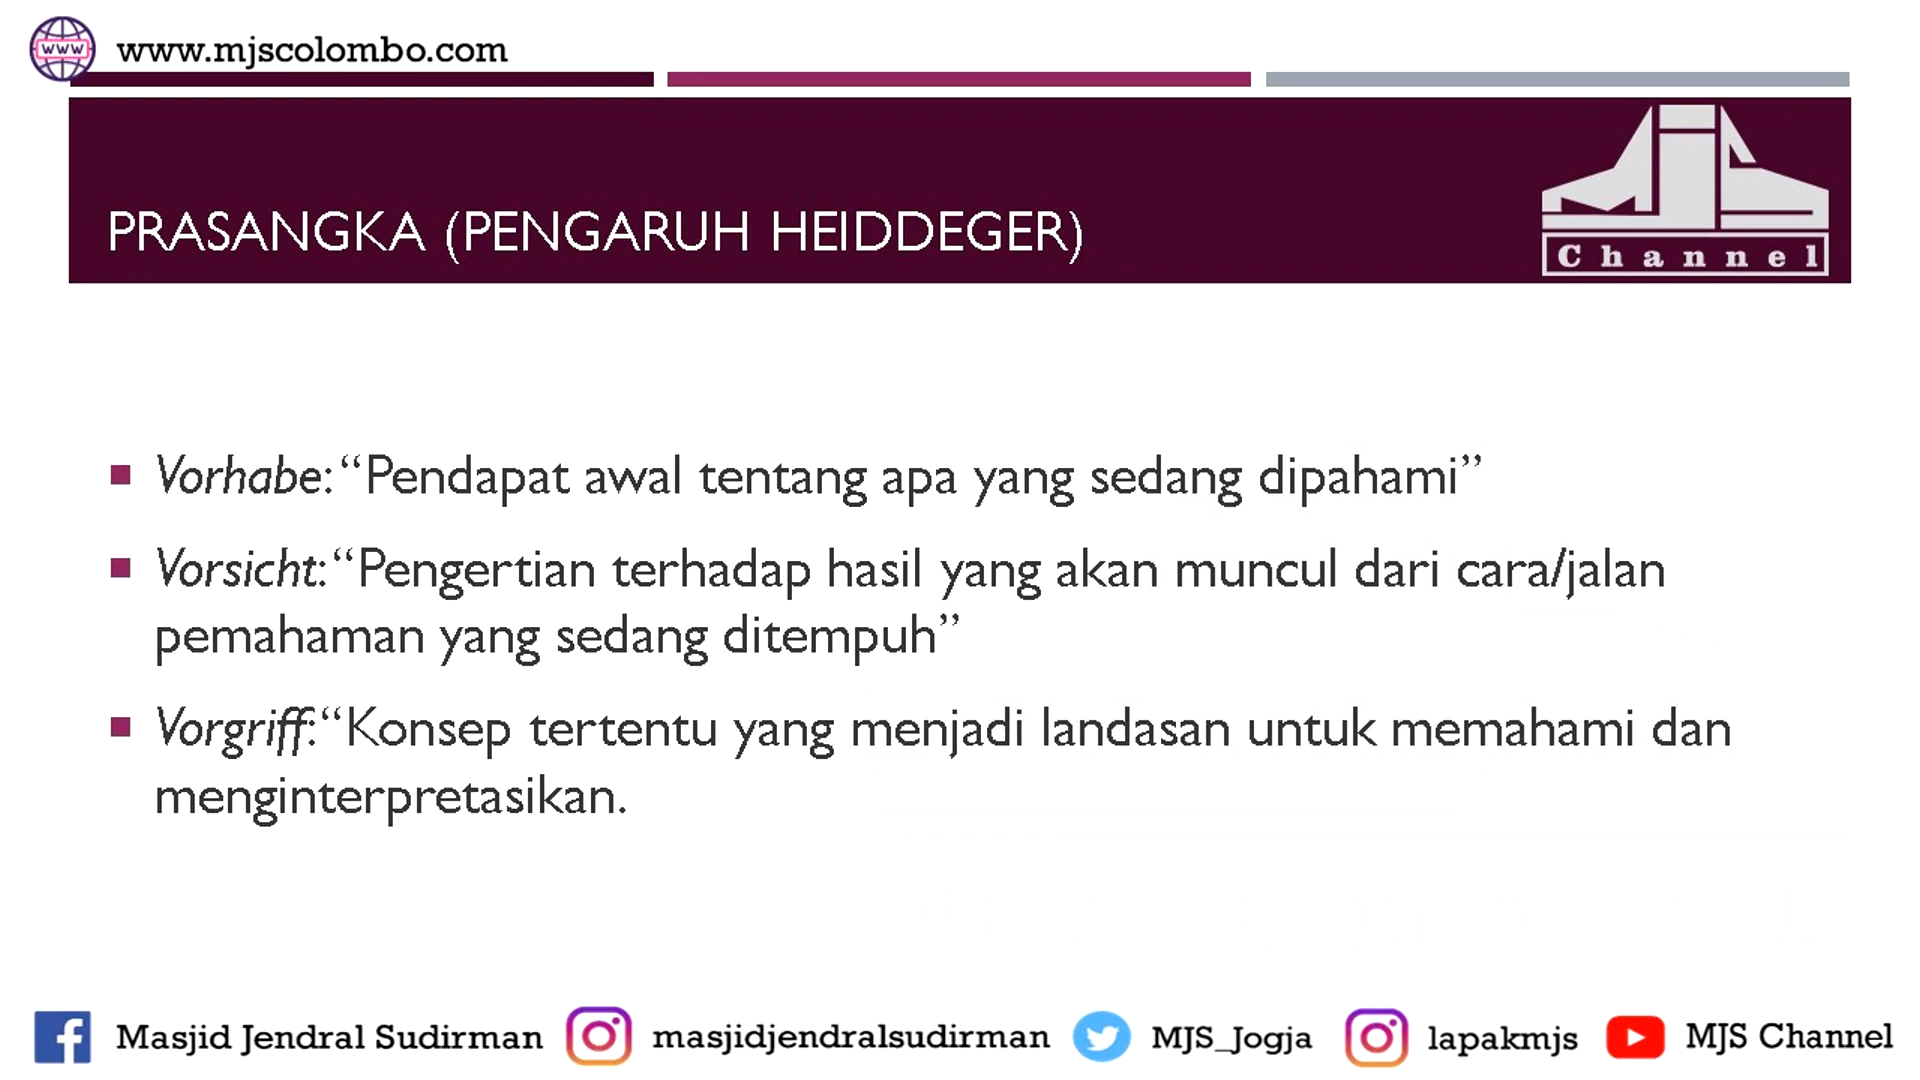 www
www.mjscolombo.com
MJS
Channel
PRASANGKA (PENGARUH HEIDDEGER)
Vorhabe: “Pendapat awal tentang apa yang sedang dipahami”
Vorsicht: “Pengertian terhadap hasil yang akan muncul dari cara/jalan
pemahaman yang sedang ditempuh”
Vorgriff: “Konsep tertentu yang menjadi landasan untuk memahami dan
menginterpretasikan.
Masjid Jendral Sudirman masjidjendralsudirman MJS_Jogja lapakmjs MJS Channel